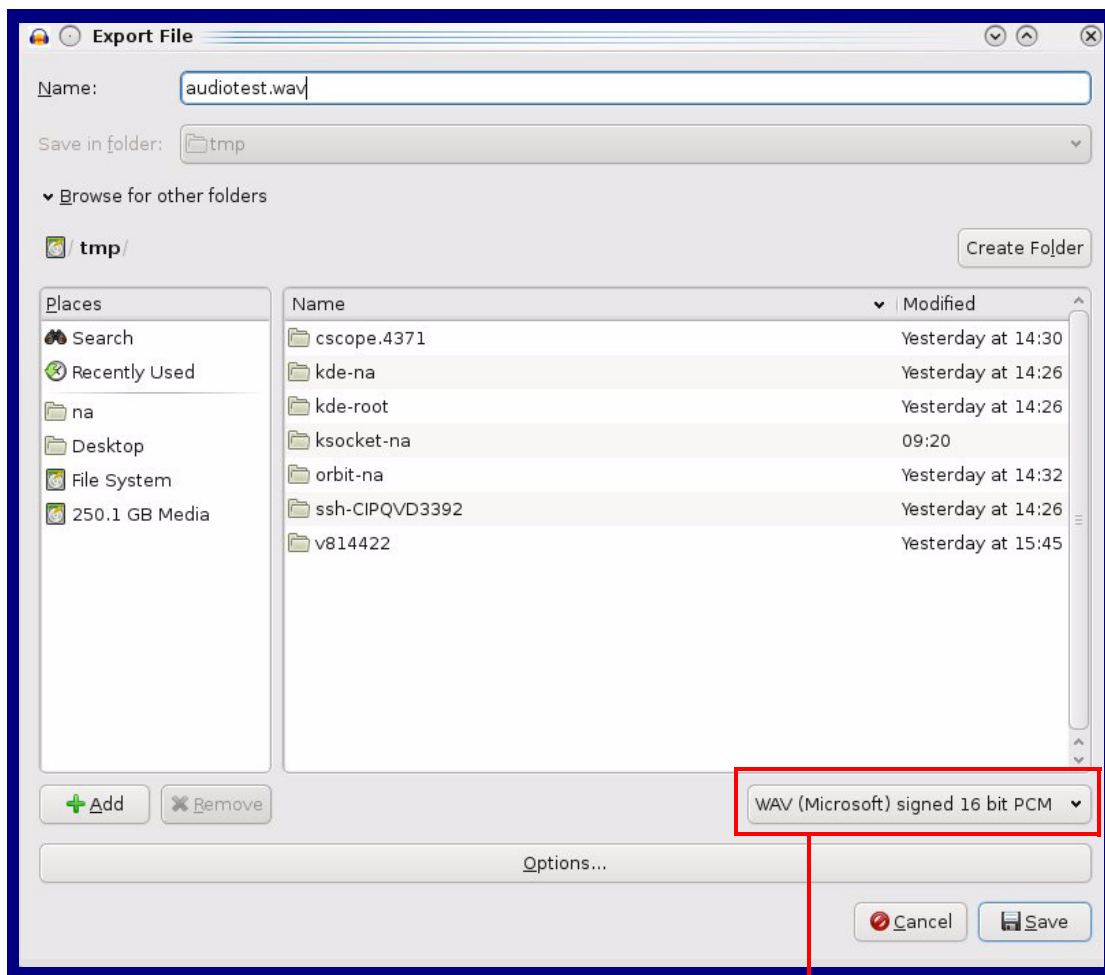 Export File
Name: audiotest.wav
Save in folder: tmp
Browse for other folders
/ tmp /
Create Folder
Places
Search
Recently Used
na
Desktop
File System
250.1 GB Media
Name Modified
cscope.4371 Yesterday at 14:30
kde-na Yesterday at 14:26
kde-root Yesterday at 14:26
ksocket-na 09:20
orbit-na Yesterday at 14:32
ssh-CIPQVD3392 Yesterday at 14:26
v814422 Yesterday at 15:45
Add Remove
WAV (Microsoft) signed 16 bit PCM
Options...
Cancel Save